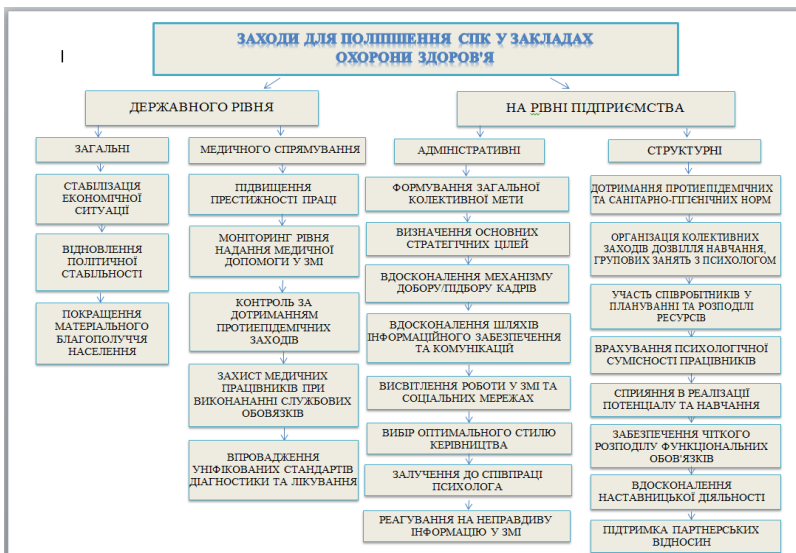 ЗАХОДИ ДЛЯ ПОЛІПШЕННЯ СПК У ЗАКЛАДАХ
ОХОРОНИ ЗДОРОВ'Я
ДЕРЖАВНОГО РІВНЯ
НА РІВНІ ПІДПРИЄМСТВА
ЗАГАЛЬНІ
МЕДИЧНОГО СПРЯМУВАННЯ
АДМІНІСТРАТИВНІ
СТРУКТУРНІ
СТАБІЛІЗАЦІЯ
ЕКОНОМІЧНОЇ
СИТУАЦІЇ
ВІДНОВЛЕННЯ
ПОЛІТИЧНОЇ
СТАБІЛЬНОСТІ
ПОКРАЩЕННЯ
МАТЕРІАЛЬНОГО
БЛАГОПОЛУЧЧЯ
НАСЕЛЕННЯ
ПІДВИЩЕННЯ
ПРЕСТИЖНОСТІ ПРАЦІ
МОНІТОРИНГ РІВНЯ
НАДАННЯ МЕДИЧНОЇ
ДОПОМОГИ У ЗМІ
КОНТРОЛЬ ЗА
ДОТРИМАННЯМ
ПРОТИЕПІДЕМІЧНИХ
ЗАХОДІВ
ЗАХИСТ МЕДИЧНИХ
ПРАЦІВНИКІВ ПРИ
ВИКОНАНАННІ СЛУЖБОВИХ
ОБОВЯЗКІВ
ВПРОВАДЖЕННЯ
УНІФІКОВАНИХ СТАНДАРТІВ
ДІАГНОСТИКИ ТА ЛІКУВАННЯ
ФОРМУВАННЯ ЗАГАЛЬНОЇ
КОЛЕКТИВНОЇ МЕТИ
ВИЗНАЧЕННЯ ОСНОВНИХ
СТРАТЕГІЧНИХ ЦІЛЕЙ
ВДОСКОНАЛЕННЯ МЕХАНІЗМУ
ДОБОРУ/ПІДБОРУ КАДРІВ
ВДОСКОНАЛЕННЯ ШЛЯХІВ
ІНФОРМАЦІЙНОГО ЗАБЕЗПЕЧЕННЯ
ТА КОМУНІКАЦІЙ
ВИСВІТЛЕННЯ РОБОТИ У ЗМІ ТА
СОЦІАЛЬНИХ МЕРЕЖАХ
ВИБІР ОПТИМАЛЬНОГО СТИЛЮ
КЕРІВНИЦТВА
ЗАЛУЧЕННЯ ДО СПІВПРАЦІ
ПСИХОЛОГА
РЕАГУВАННЯ НА НЕПРАВДИВУ
ІНФОРМАЦІЮ У ЗМІ
ДОТРИМАННЯ ПРОТИЕПІДЕМІЧНИХ
ТА САНІТАРНО-ГІГІЄНІЧНИХ НОРМ
ОРГАНІЗАЦІЯ КОЛЕКТИВНИХ
ЗАХОДІВ ДОЗВІЛЛЯ НАВЧАННЯ,
ГРУПОВИХ ЗАНЯТЬ З ПСИХОЛОГОМ
УЧАСТЬ СПІВРОБІТНИКІВ У
ПЛАНУВАННІ ТА РОЗПОДІЛІ
РЕСУРСІВ
ВРАХУВАННЯ ПСИХОЛОГІЧНОЇ
СУМІСНОСТІ ПРАЦІВНИКІВ
СПРИЯННЯ В РЕАЛІЗАЦІЇ
ПОТЕНЦІАЛУ ТА НАВЧАННЯ
ЗАБЕЗПЕЧЕННЯ ЧІТКОГО
РОЗПОДІЛУ ФУНКЦІОНАЛЬНИХ
ОБОВ'ЯЗКІВ
ВДОСКОНАЛЕННЯ
НАСТАВНИЦЬКОЇ ДІЯЛЬНОСТІ
ПІДТРИМКА ПАРТНЕРСЬКИХ
ВІДНОСИН